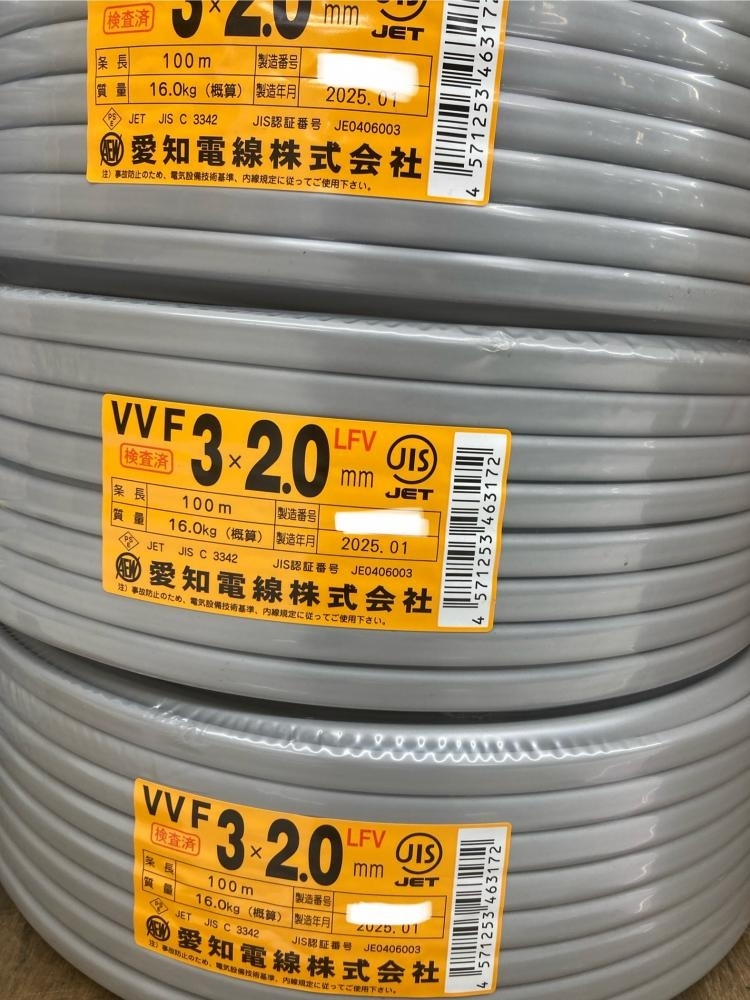 3×2.0 mm JIS
検査済 JET
条長 100m 製造番号
質量 16.0kg (概算) 製造年月 2025.01
PS E JET JIS C 3342 JIS認証番号 JE0406003
AEW 愛知電線株式会社
注) 事故防止のため、電気設備技術基準、内線規定に従ってご使用下さい。
4 571253 463172
VVF 3×2.0 LFV mm JIS
検査済 JET
条長 100m 製造番号
質量 16.0kg (概算) 製造年月 2025.01
PS E JET JIS C 3342 JIS認証番号 JE0406003
AEW 愛知電線株式会社
注) 事故防止のため、電気設備技術基準、内線規定に従ってご使用下さい。
4 571253 463172
VVF 3×2.0 LFV mm JIS
検査済 JET
条長 100m 製造番号
質量 16.0kg (概算) 製造年月 2025.01
PS E JET JIS C 3342 JIS認証番号 JE0406003
AEW 愛知電線株式会社
注) 事故防止のため、電気設備技術基準、内線規定に従ってご使用下さい。
4 571253 463172